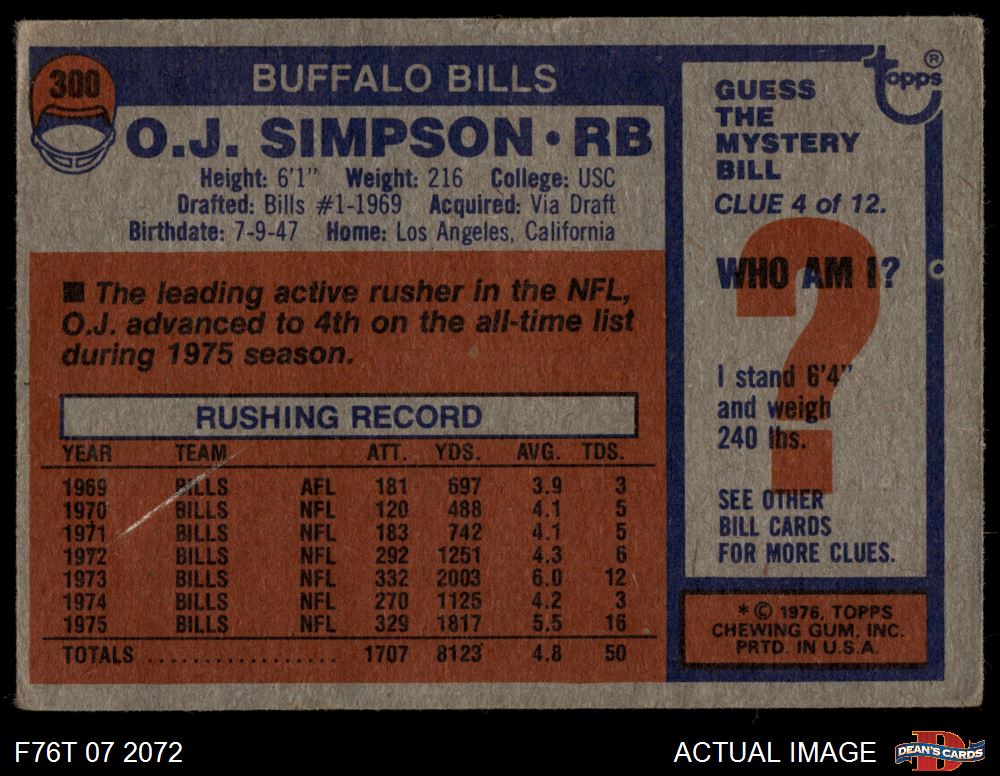 300
BUFFALO BILLS
O.J. SIMPSON • RB
Height: 6'1" Weight: 216 College: USC
Drafted: Bills #1-1969 Acquired: Via Draft
Birthdate: 7-9-47 Home: Los Angeles, California
■ The leading active rusher in the NFL,
O.J. advanced to 4th on the all-time list
during 1975 season.
RUSHING RECORD
YEAR TEAM ATT. YDS. AVG. TDS.
1969 BILLS AFL 181 697 3.9 3
1970 BILLS NFL 120 488 4.1 5
1971 BILLS NFL 183 742 4.1 5
1972 BILLS NFL 292 1251 4.3 6
1973 BILLS NFL 332 2003 6.0 12
1974 BILLS NFL 270 1125 4.2 3
1975 BILLS NFL 329 1817 5.5 16
TOTALS .................. 1707 8123 4.8 50
topps ®
GUESS
THE
MYSTERY
BILL
CLUE 4 of 12.
?
WHO AM I?
I stand 6'4"
and weigh
240 lbs.
SEE OTHER
BILL CARDS
FOR MORE CLUES.
* © 1976, TOPPS
CHEWING GUM, INC.
PRTD. IN U.S.A.
F76T 07 2072
ACTUAL IMAGE
D
DEAN'S CARDS